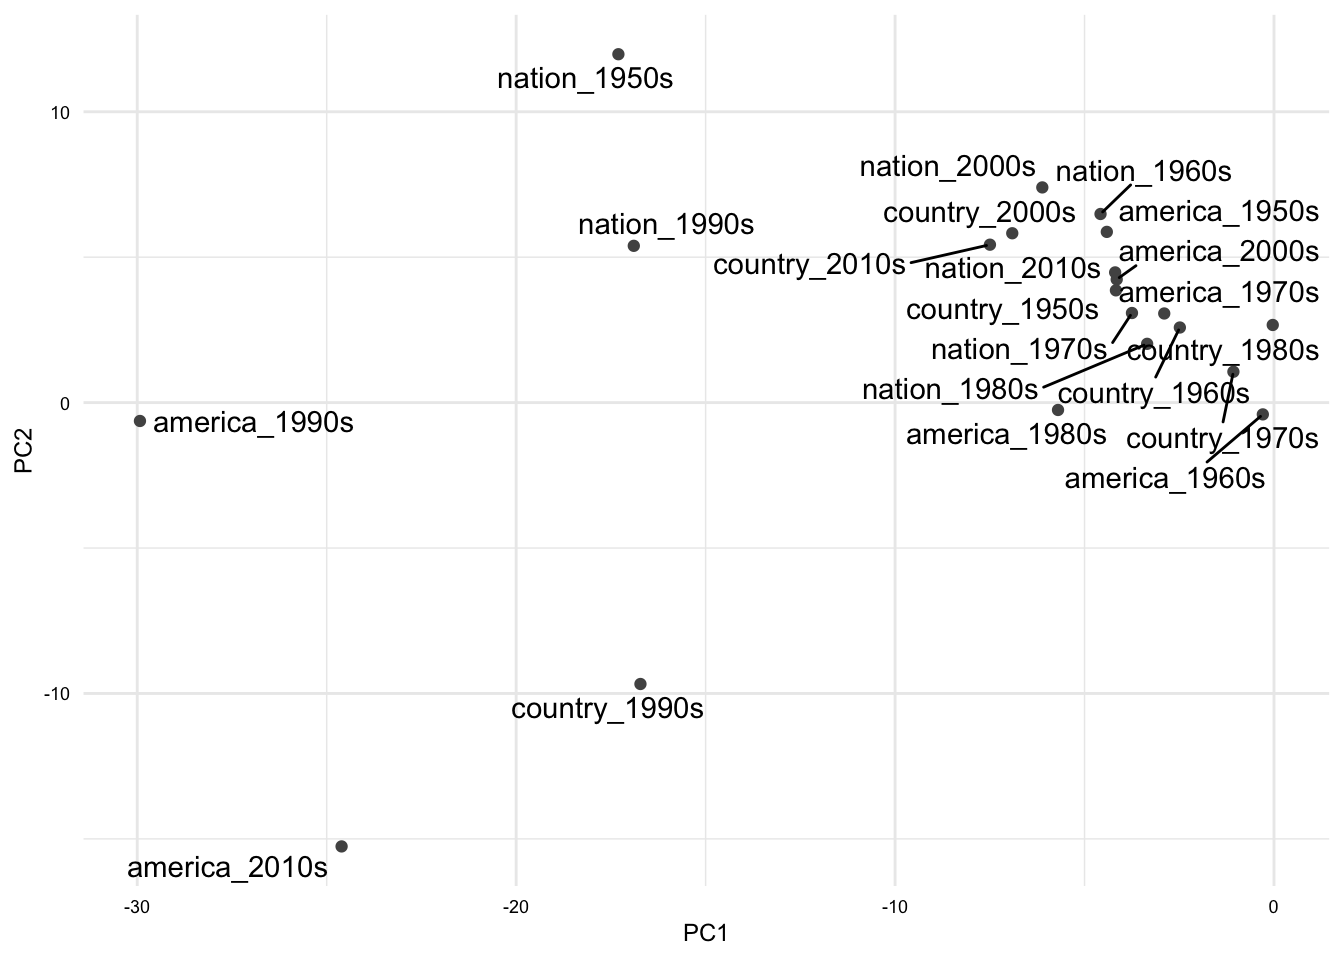 nation_1950s
10
nation_2000s
nation_1960s
country_2000s
america_1950s
nation_1990s
america_2000s
country_2010s
nation_2010s
america_1970s
country_1950s
nation_1970s
country_1980s
nation_1980s
country_1960s
0
america_1990s
america_1980s
country_1970s
PC2
america_1960s
-10
country_1990s
america_2010s
-30
-20
-10
0
PC1